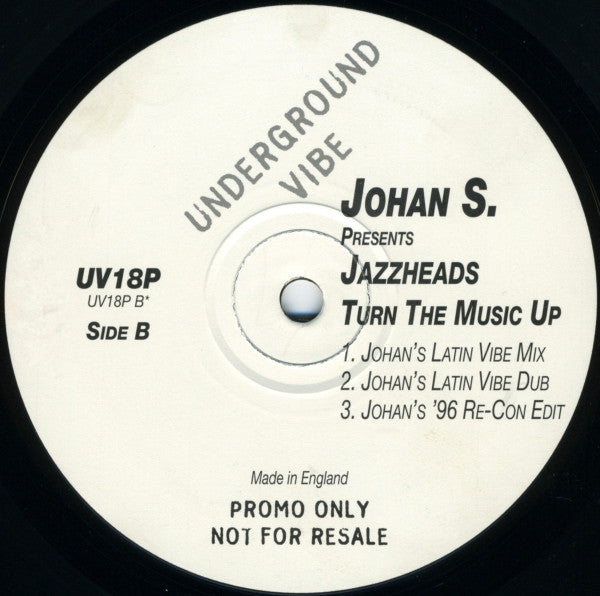 UNDERGROUND
VIBE
JOHAN S.
PRESENTS
JAZZHEADS
TURN THE MUSIC UP
1. JOHAN'S LATIN VIBE MIX
2. JOHAN'S LATIN VIBE DUB
3. JOHAN'S '96 RE-CON EDIT
UV18P
UV18P B*
SIDE B
Made in England
PROMO ONLY
NOT FOR RESALE